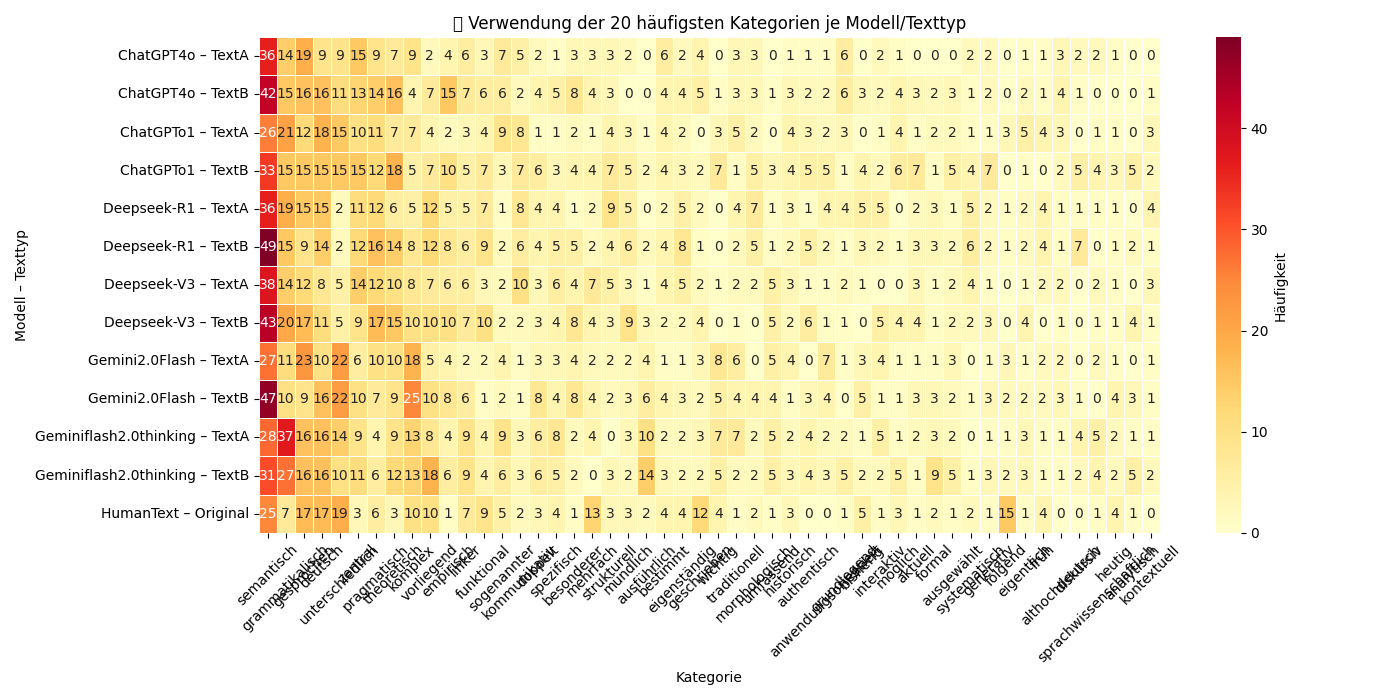 ▯ Verwendung der 20 häufigsten Kategorien je Modell/Texttyp
Modell – Texttyp
ChatGPT4o – TextA 36 14 19 9 9 15 9 7 9 2 4 6 3 7 5 2 1 3 3 3 2 0 6 2 4 0 3 3 0 1 1 1 6 0 2 1 0 0 0 2 2 0 1 1 3 2 2 1 0 0
ChatGPT4o – TextB 42 15 16 16 11 13 14 16 4 7 15 7 6 6 2 4 5 8 4 3 0 0 4 4 5 1 3 3 1 3 2 2 6 3 2 4 3 2 3 1 2 0 2 1 4 1 0 0 0 1
ChatGPTo1 – TextA 26 21 12 18 15 10 11 7 7 4 2 3 4 9 8 1 1 2 1 4 3 1 4 2 0 3 5 2 0 4 3 2 3 0 1 4 1 2 2 1 1 3 5 4 3 0 1 1 0 3
ChatGPTo1 – TextB 33 15 15 15 15 15 12 18 5 7 10 5 7 3 7 6 3 4 4 7 5 2 4 3 2 7 1 5 3 4 5 5 1 4 2 6 7 1 5 4 7 0 1 0 2 5 4 3 5 2
Deepseek-R1 – TextA 36 19 15 15 2 11 12 6 5 12 5 5 7 1 8 4 4 1 2 9 5 0 2 5 2 0 4 7 1 3 1 4 4 5 5 0 2 3 1 5 2 1 2 4 1 1 1 1 0 4
Deepseek-R1 – TextB 49 15 9 14 2 12 16 14 8 12 8 6 9 2 6 4 5 5 2 4 6 2 4 8 1 0 2 5 1 2 5 2 1 3 2 1 3 3 2 6 2 1 2 4 1 7 0 1 2 1
Deepseek-V3 – TextA 38 14 12 8 5 14 12 10 8 7 6 6 3 2 10 3 6 4 7 5 3 1 4 5 2 1 2 2 5 3 1 1 2 1 0 0 3 1 2 4 1 0 1 2 2 0 2 1 0 3
Deepseek-V3 – TextB 43 20 17 11 5 9 17 15 10 10 10 7 10 2 2 3 4 8 4 3 9 3 2 2 4 0 1 0 5 2 6 1 1 0 5 4 4 1 2 2 3 0 4 0 1 0 1 1 4 1
Gemini2.0Flash – TextA 27 11 23 10 22 6 10 10 18 5 4 2 2 4 1 3 3 4 2 2 2 4 1 1 3 8 6 0 5 4 0 7 1 3 4 1 1 1 3 0 1 3 1 2 2 0 2 1 0 1
Gemini2.0Flash – TextB 47 10 9 16 22 10 7 9 25 10 8 6 1 2 1 8 4 8 4 2 3 6 4 3 2 5 4 4 4 1 3 4 0 5 1 1 3 3 2 1 3 2 2 2 3 1 0 4 3 1
Geminiflash2.0thinking – TextA 28 37 16 16 14 9 4 9 13 8 4 9 4 9 3 6 8 2 4 0 3 10 2 2 3 7 7 2 5 2 4 2 2 1 5 1 2 3 2 0 1 1 3 1 1 4 5 2 1 1
Geminiflash2.0thinking – TextB 31 27 16 16 10 11 6 12 13 18 6 9 4 6 3 6 5 2 0 3 2 14 3 2 2 5 2 2 5 3 4 3 5 2 2 5 1 9 5 1 3 2 3 1 1 2 4 2 5 2
HumanText – Original 25 7 17 17 19 3 6 3 10 10 1 7 9 5 2 3 4 1 13 3 3 2 4 4 12 4 1 2 1 3 0 0 1 5 1 3 1 2 1 2 1 15 1 4 0 0 1 4 1 0
semantisch
zentral
pragmatisch
theoretisch
komplex
vorliegend
empirisch
funktional
sogenannter
kommunikativ
spezifisch
besonderer
mehrfach
strukturell
mündlich
ausführlich
bestimmt
eigenständig
wichtig
traditionell
morphologisch
umfassend
historisch
authentisch
interaktiv
möglich
aktuell
formal
ausgewählt
systematisch
folgend
eigentlich
sprachwissenschaftlich
heutig
kontextuell
Kategorie
Häufigkeit
40
30
20
10
0